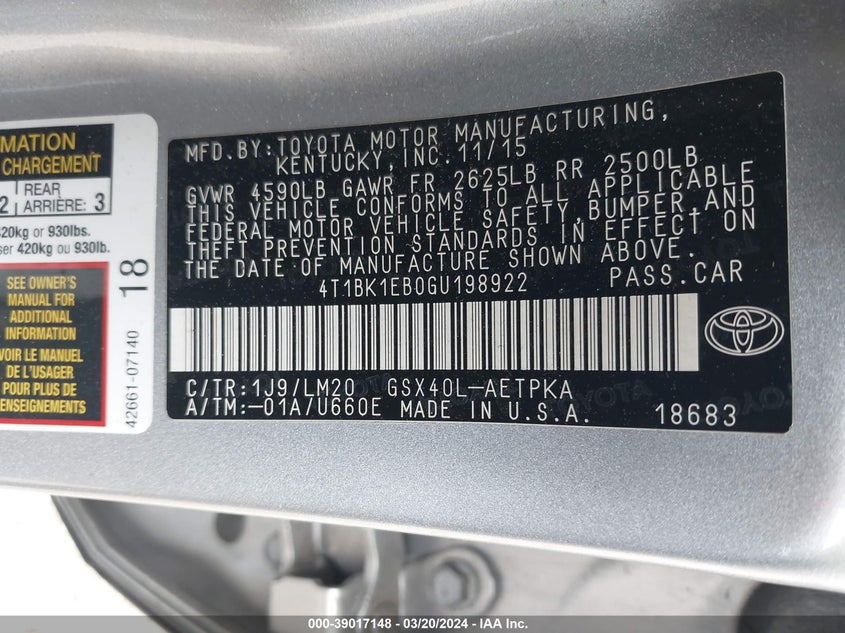 MATION
CHARGEMENT
REAR
2 ARRIÈRE: 3
420kg or 930lbs.
ser 420kg ou 930lb.
SEE OWNER'S
MANUAL FOR
ADDITIONAL
INFORMATION
VOIR LE MANUEL
DE L'USAGER
POUR PLUS DE
RENSEIGNEMENTS
18
42661-07140
MFD.BY:TOYOTA MOTOR MANUFACTURING,
KENTUCKY,INC.11/15
GVWR 4590LB GAWR FR 2625LB RR 2500LB
THIS VEHICLE CONFORMS TO ALL APPLICABLE
FEDERAL MOTOR VEHICLE SAFETY,BUMPER,AND
THEFT PREVENTION STANDARDS IN EFFECT ON
THE DATE OF MANUFACTURE SHOWN ABOVE.
4T1BK1EB0GU198922 PASS.CAR
C/TR:1J9/LM20 GSX40L-AETPKA
A/TM:-01A/U660E MADE IN U.S.A. 18683
000-39017148 - 03/20/2024 - IAA Inc.